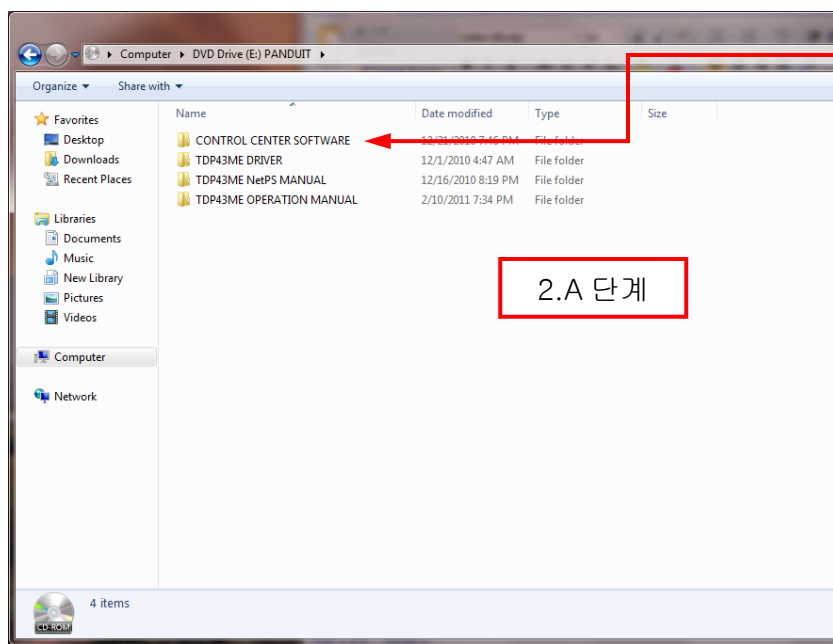 Computer ▸ DVD Drive (E:) PANDUIT ▸
Organize ▾ Share with ▾
Name Date modified Type Size
CONTROL CENTER SOFTWARE
TDP43ME DRIVER 12/1/2010 4:47 AM File folder
TDP43ME NetPS MANUAL 12/16/2010 8:19 PM File folder
TDP43ME OPERATION MANUAL 2/10/2011 7:34 PM File folder
Favorites
Desktop
Downloads
Recent Places
Libraries
Documents
Music
New Library
Pictures
Videos
Computer
Network
2.A 단계
4 items
CD-ROM